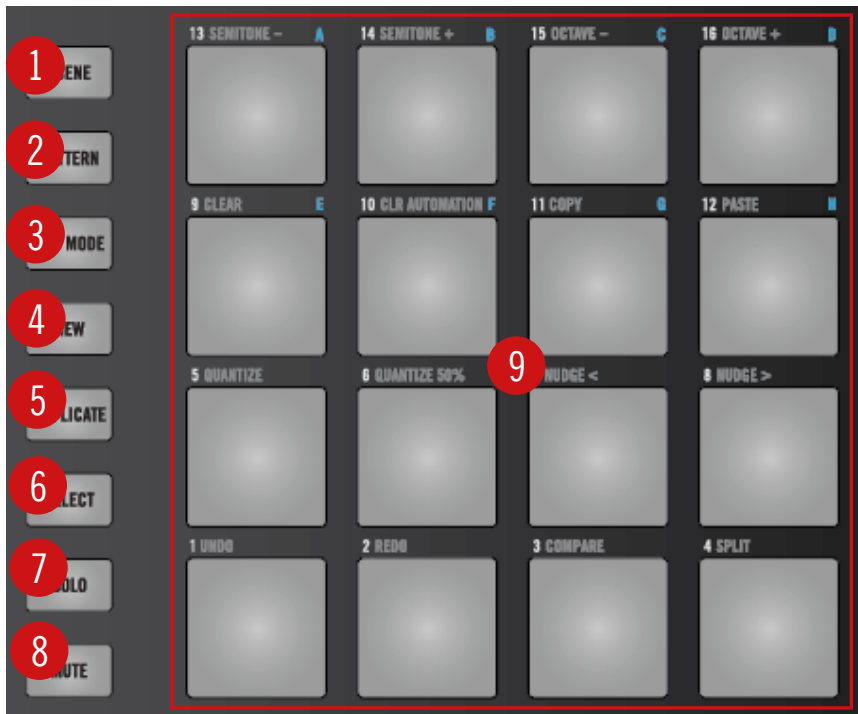 13 SEMITONE – A
14 SEMITONE + B
15 OCTAVE – C
16 OCTAVE + D
1 ENE
2 TTERN
9 CLEAR E
10 CLR AUTOMATION F
11 COPY G
12 PASTE H
3 MODE
4 EW
5 QUANTIZE
6 QUANTIZE 50%
9 NUDGE <
8 NUDGE >
5 LICATE
6 LECT
1 UNDO
2 REDO
3 COMPARE
4 SPLIT
7 OLO
8 UTE